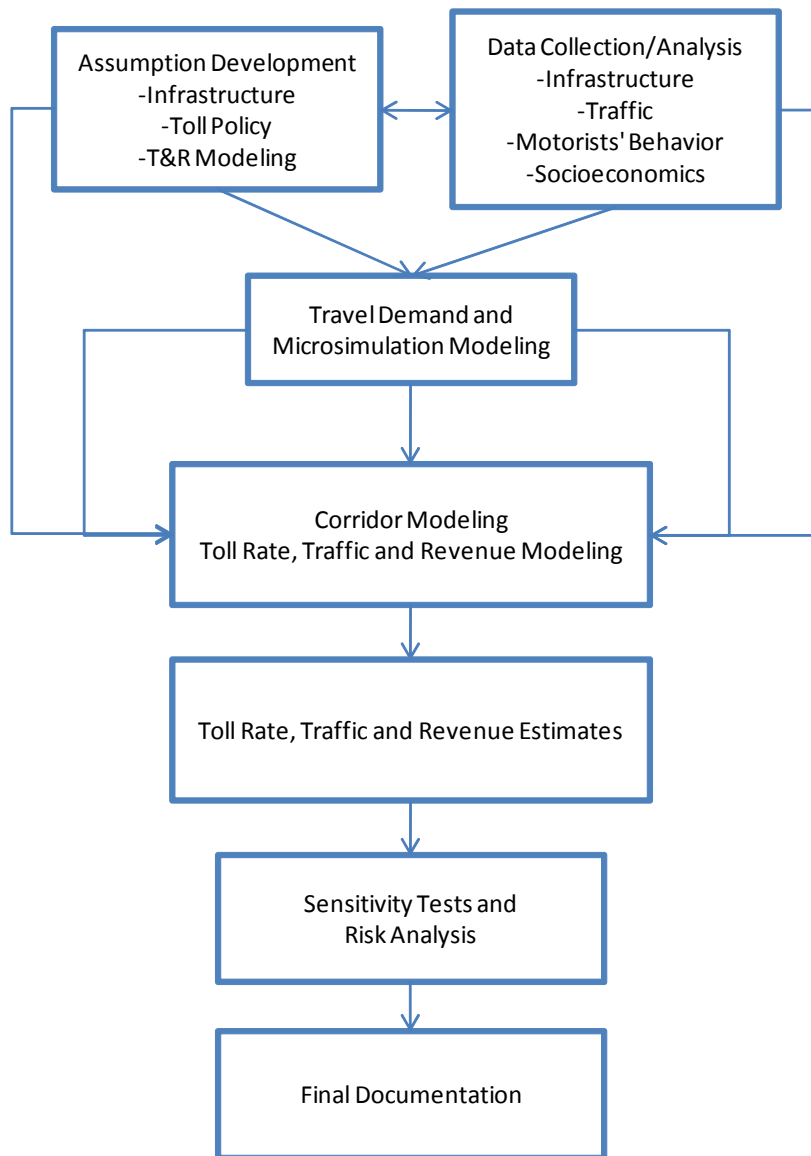 Assumption Development
-Infrastructure
-Toll Policy
-T&R Modeling
Data Collection/Analysis
-Infrastructure
-Traffic
-Motorists' Behavior
-Socioeconomics
Travel Demand and
Microsimulation Modeling
Corridor Modeling
Toll Rate, Traffic and Revenue Modeling
Toll Rate, Traffic and Revenue Estimates
Sensitivity Tests and
Risk Analysis
Final Documentation